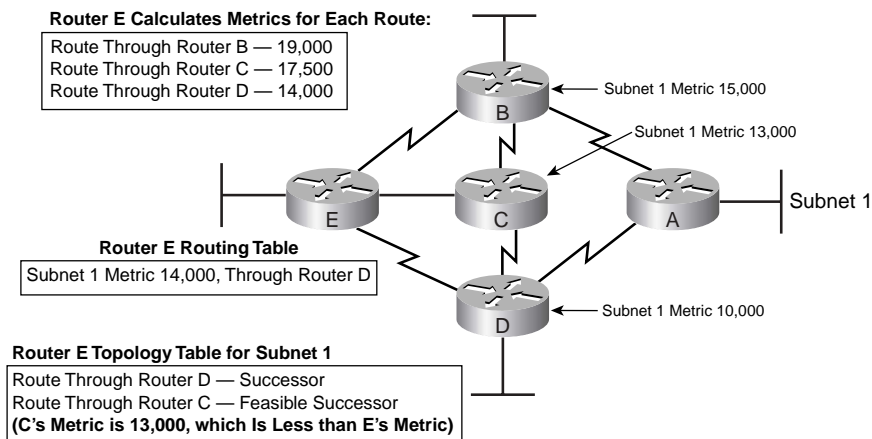 Router E Calculates Metrics for Each Route:
Route Through Router B — 19,000
Route Through Router C — 17,500
Route Through Router D — 14,000
Subnet 1 Metric 15,000
B
Subnet 1 Metric 13,000
E
C
A
Subnet 1
Router E Routing Table
Subnet 1 Metric 14,000, Through Router D
D
Subnet 1 Metric 10,000
Router E Topology Table for Subnet 1
Route Through Router D — Successor
Route Through Router C — Feasible Successor
(C's Metric is 13,000, which Is Less than E's Metric)